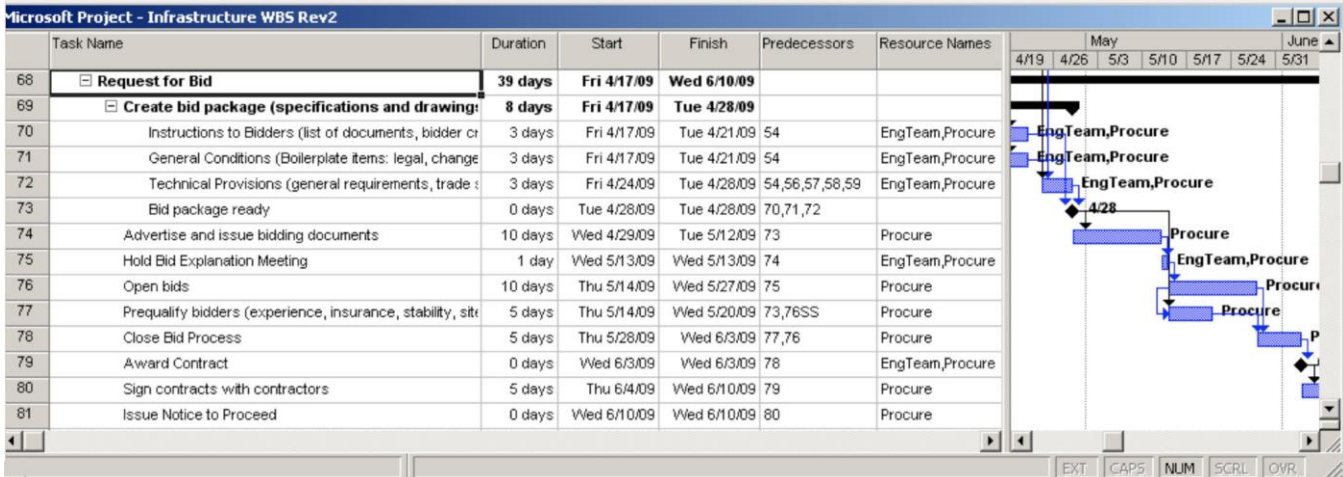 Microsoft Project - Infrastructure WBS Rev2
Task Name Duration Start Finish Predecessors Resource Names May June
4/19 4/26 5/3 5/10 5/17 5/24 5/31
68 Request for Bid 39 days Fri 4/17/09 Wed 6/10/09
69 Create bid package (specifications and drawings 8 days Fri 4/17/09 Tue 4/28/09
70 Instructions to Bidders (list of documents, bidder cr 3 days Fri 4/17/09 Tue 4/21/09 54 EngTeam,Procure EngTeam,Procure
71 General Conditions (Boilerplate items: legal, change 3 days Fri 4/17/09 Tue 4/21/09 54 EngTeam,Procure EngTeam,Procure
72 Technical Provisions (general requirements, trade s 3 days Fri 4/24/09 Tue 4/28/09 54,56,57,58,59 EngTeam,Procure EngTeam,Procure
73 Bid package ready 0 days Tue 4/28/09 Tue 4/28/09 70,71,72 4/28
74 Advertise and issue bidding documents 10 days Wed 4/29/09 Tue 5/12/09 73 Procure Procure
75 Hold Bid Explanation Meeting 1 day Wed 5/13/09 Wed 5/13/09 74 EngTeam,Procure EngTeam,Procure
76 Open bids 10 days Thu 5/14/09 Wed 5/27/09 75 Procure Procure
77 Prequalify bidders (experience, insurance, stability, site 5 days Thu 5/14/09 Wed 5/20/09 73,76SS Procure Procure
78 Close Bid Process 5 days Thu 5/28/09 Wed 6/3/09 77,76 Procure P
79 Award Contract 0 days Wed 6/3/09 Wed 6/3/09 78 EngTeam,Procure
80 Sign contracts with contractors 5 days Thu 6/4/09 Wed 6/10/09 79 Procure
81 Issue Notice to Proceed 0 days Wed 6/10/09 Wed 6/10/09 80 Procure
EXT CAPS NUM SCRL OVR